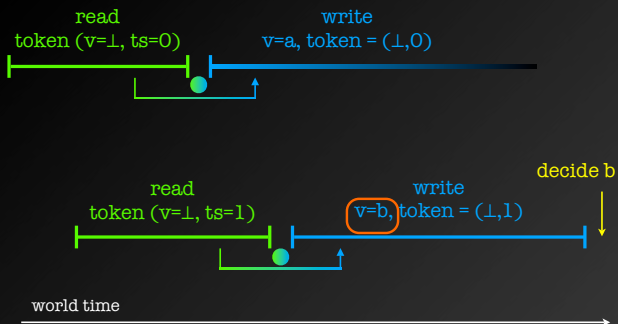 read
token (v=⊥, ts=0)
write
v=a, token = (⊥,0)
read
token (v=⊥, ts=1)
write
v=b, token = (⊥,1)
decide b
world time